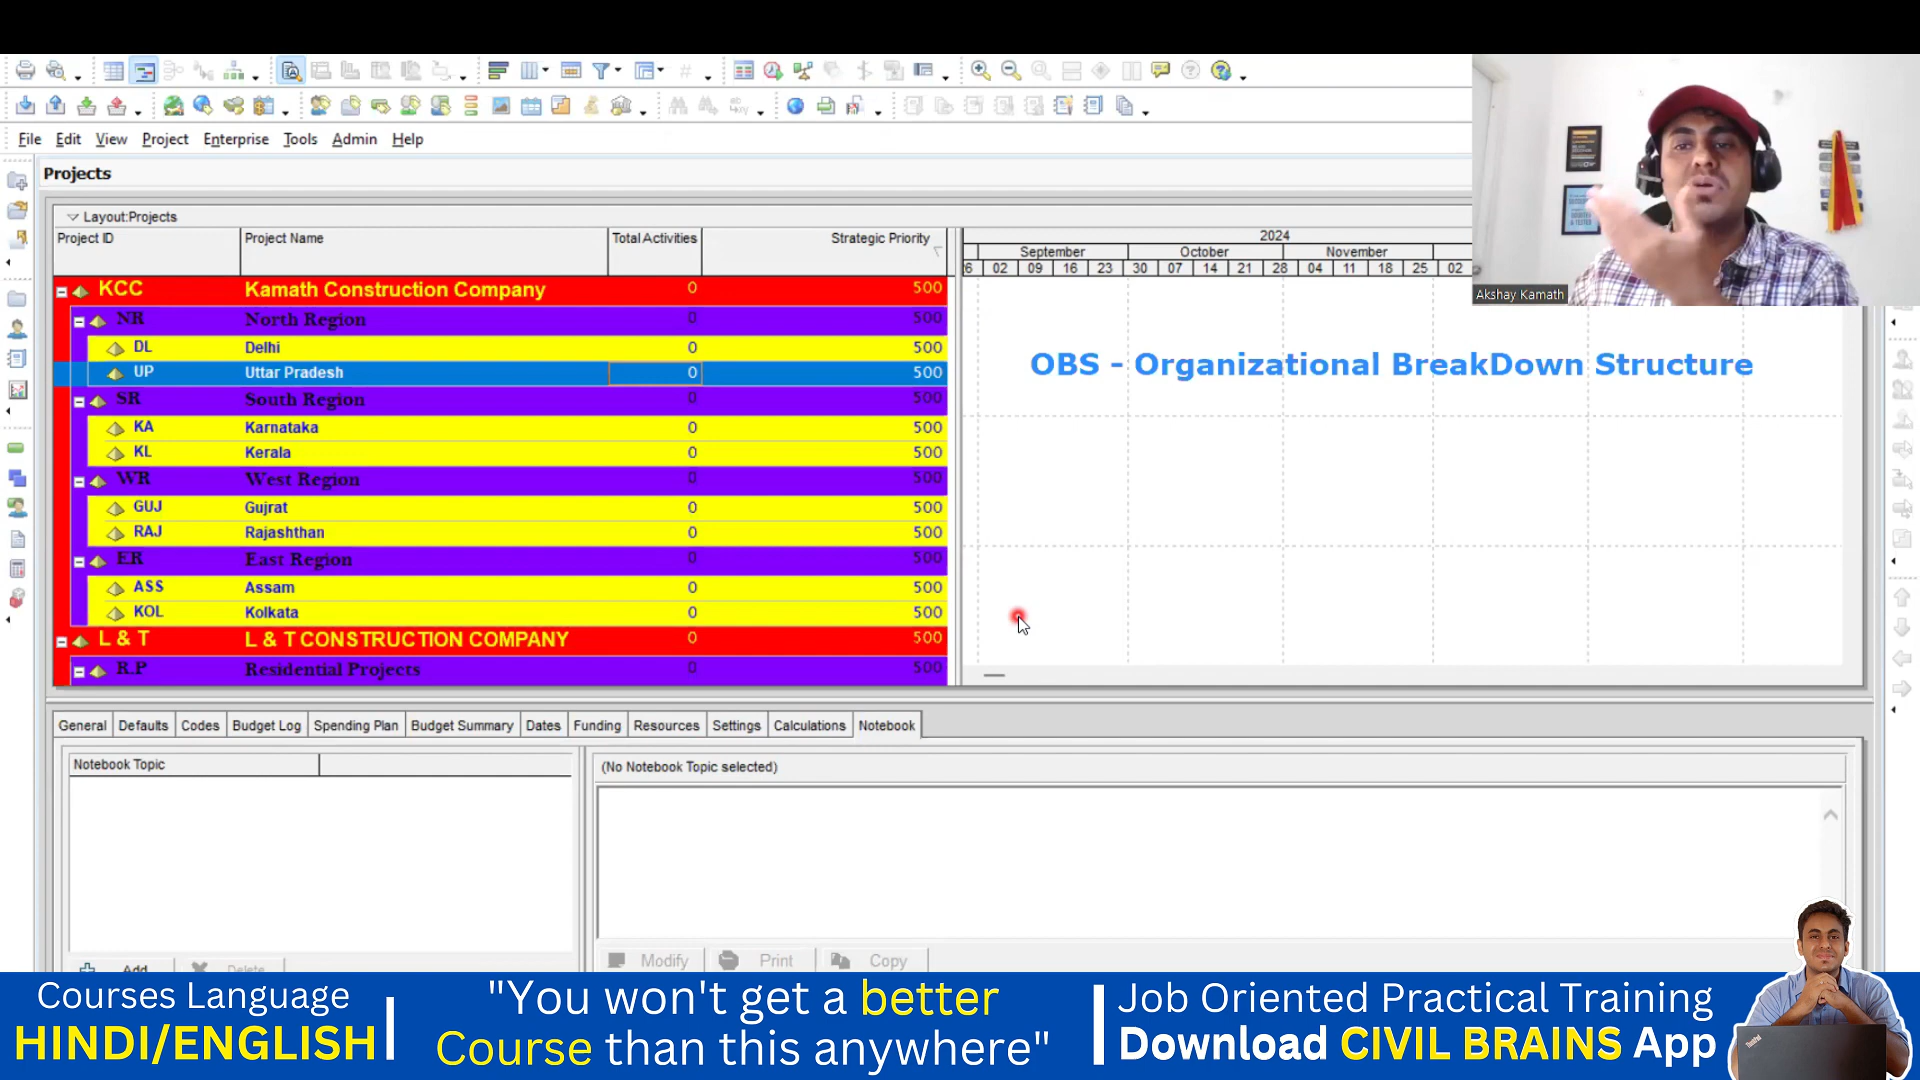 File Edit View Project Enterprise Tools Admin Help
Projects
Layout:Projects
Project ID Project Name Total Activities Strategic Priority
2024
September October November
02 09 16 23 30 07 14 21 28 04 11 18 25 02
Akshay Kamath
KCC Kamath Construction Company 0 500
NR North Region 0 500
DL Delhi 0 500
UP Uttar Pradesh 0 500
SR South Region 0 500
KA Karnataka 0 500
KL Kerala 0 500
WR West Region 0 500
GUJ Gujrat 0 500
RAJ Rajashthan 0 500
ER East Region 0 500
ASS Assam 0 500
KOL Kolkata 0 500
L & T L & T CONSTRUCTION COMPANY 0 500
R.P Residential Projects 0 500
OBS - Organizational BreakDown Structure
General Defaults Codes Budget Log Spending Plan Budget Summary Dates Funding Resources Settings Calculations Notebook
Notebook Topic
(No Notebook Topic selected)
Add Delete
Modify Print Copy
Courses Language
HINDI/ENGLISH
"You won't get a better
Course than this anywhere"
Job Oriented Practical Training
Download CIVIL BRAINS App